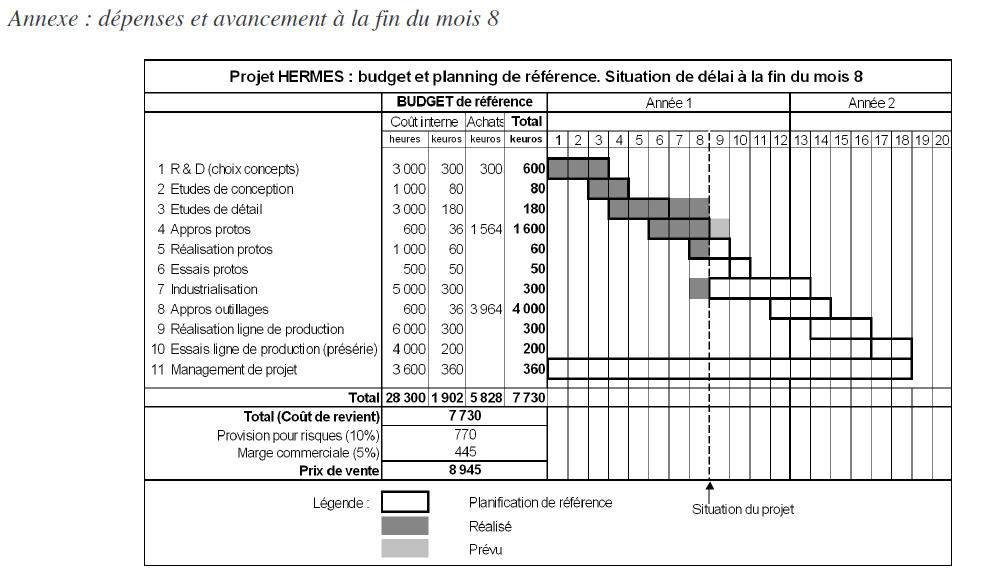 Annexe : dépenses et avancement à la fin du mois 8
Projet HERMES : budget et planning de référence. Situation de délai à la fin du mois 8
BUDGET de référence Année 1 Année 2
Coût interne Achats Total
heures keuros keuros keuros 1 2 3 4 5 6 7 8 9 10 11 12 13 14 15 16 17 18 19 20
1 R & D (choix concepts) 3 000 300 300 600
2 Etudes de conception 1 000 80 80
3 Etudes de détail 3 000 180 180
4 Appros protos 600 36 1 564 1 600
5 Réalisation protos 1 000 60 60
6 Essais protos 500 50 50
7 Industrialisation 5 000 300 300
8 Appros outillages 600 36 3 964 4 000
9 Réalisation ligne de production 6 000 300 300
10 Essais ligne de production (présérie) 4 000 200 200
11 Management de projet 3 600 360 360
Total 28 300 1 902 5 828 7 730
Total (Coût de revient) 7 730
Provision pour risques (10%) 770
Marge commerciale (5%) 445
Prix de vente 8 945
Légende : Planification de référence Situation du projet
Réalisé
Prévu